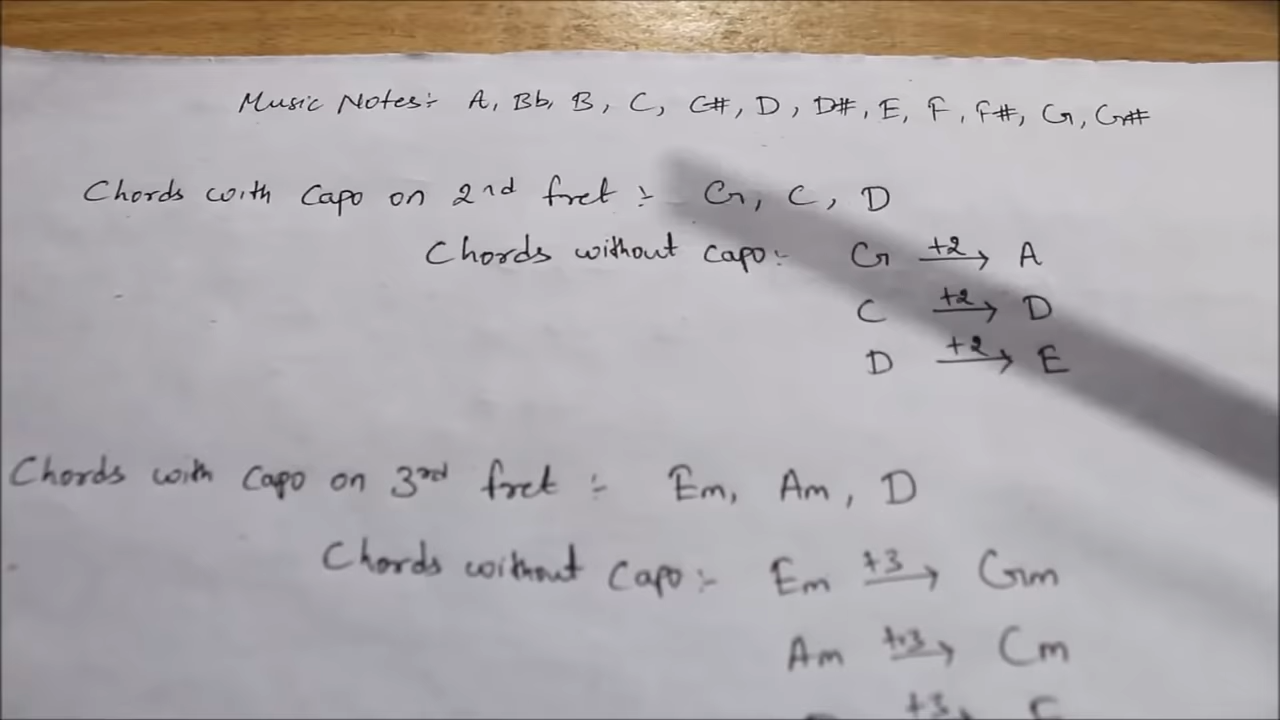 Music Notes:- A, Bb, B, C, C#, D, D#, E, F, F#, G, G#
Chords with Capo on 2nd fret :- G, C, D
Chords without capo:- G +2→ A
C +2→ D
D +2→ E
Chords with Capo on 3rd fret :- Em, Am, D
Chords without Capo:- Em +3→ Gm
Am +3→ Cm
+3→